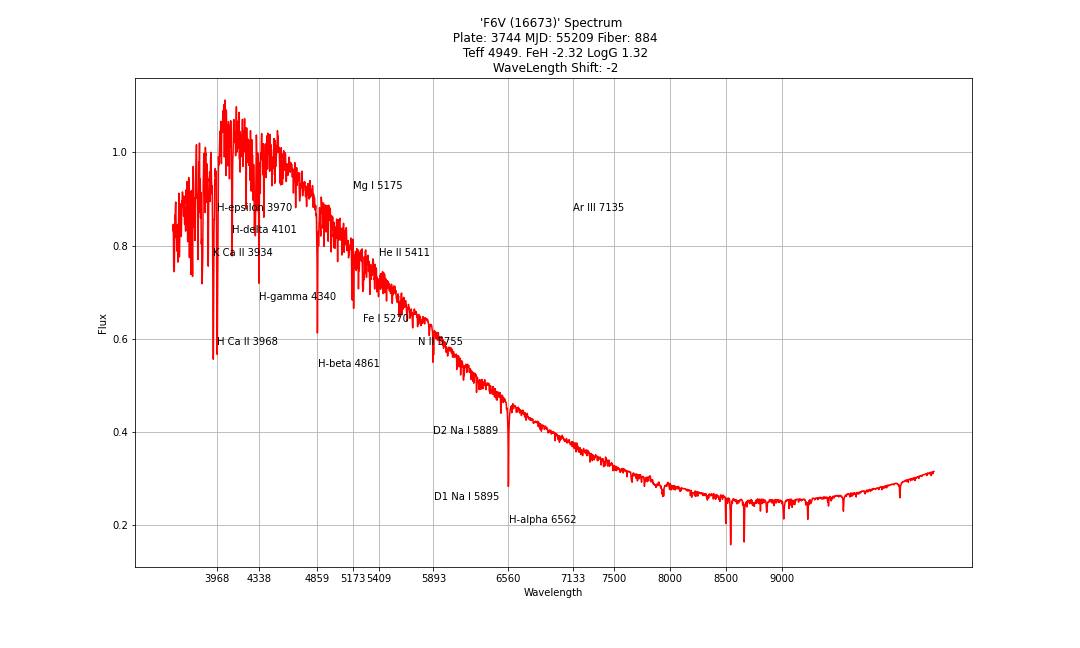 'F6V (16673)' Spectrum
Plate: 3744 MJD: 55209 Fiber: 884
Teff 4949. FeH -2.32 LogG 1.32
WaveLength Shift: -2
Flux
1.0
0.8
0.6
0.4
0.2
Mg I 5175
H-epsilon 3970
Ar III 7135
H-delta 4101
K Ca II 3934
He II 5411
H-gamma 4340
Fe I 5270
H Ca II 3968
N II 5755
H-beta 4861
D2 Na I 5889
D1 Na I 5895
H-alpha 6562
3968 4338 4859 5173 5409 5893 6560 7133 7500 8000 8500 9000
Wavelength